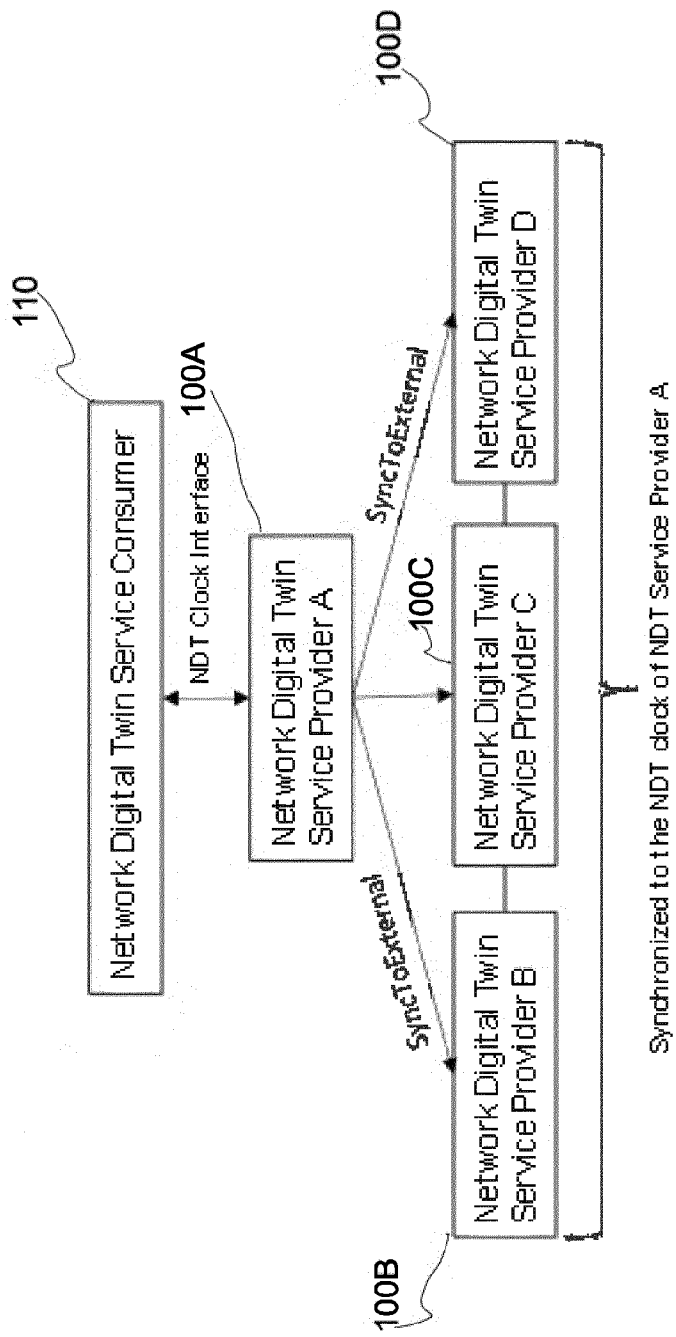 110
Network Digital Twin Service Consumer
NDT Clock Interface
100A
Network Digital Twin
Service Provider A
SyncToExternal
SyncToExternal
100B
100C
100D
Network Digital Twin
Service Provider B
Network Digital Twin
Service Provider C
Network Digital Twin
Service Provider D
Synchronized to the NDT clock of NDT Service Provider A